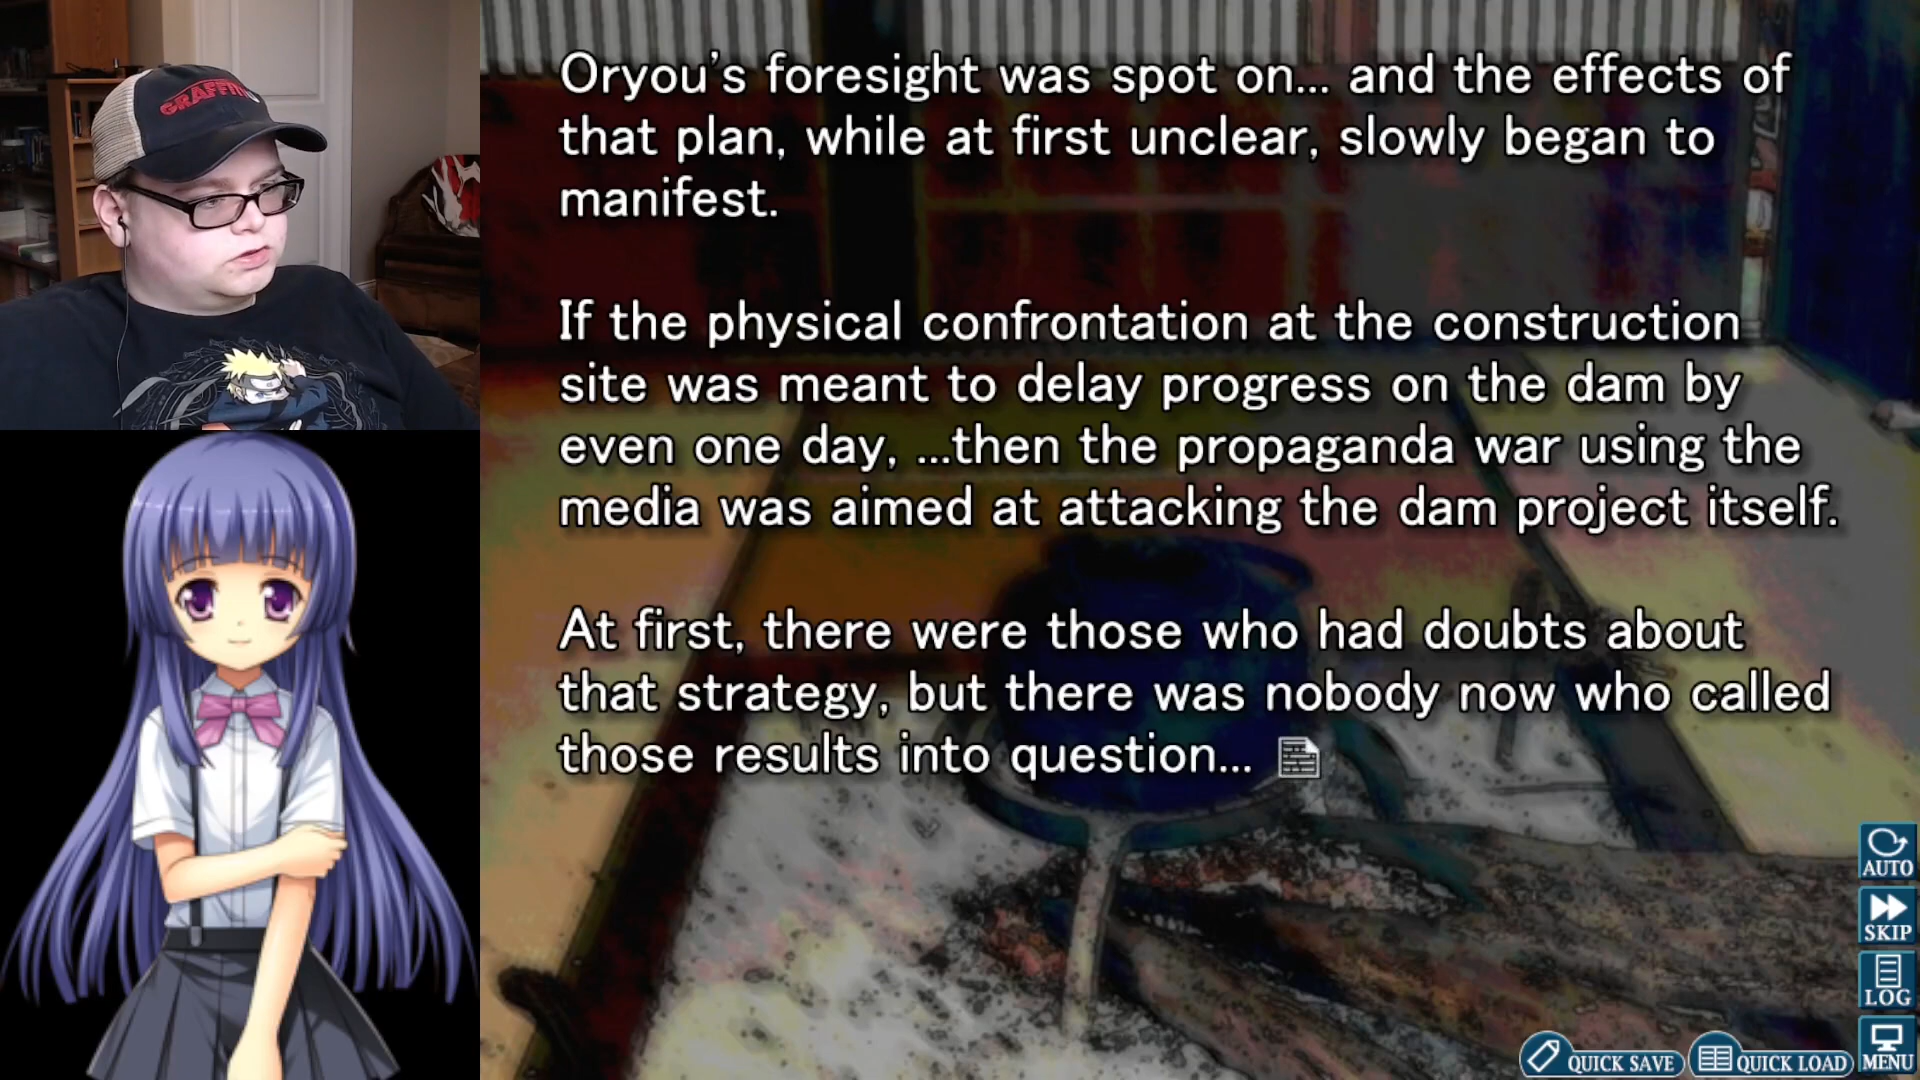 GRAFFITI
Oryou's foresight was spot on... and the effects of
that plan, while at first unclear, slowly began to
manifest.
If the physical confrontation at the construction
site was meant to delay progress on the dam by
even one day, ...then the propaganda war using the
media was aimed at attacking the dam project itself.
At first, there were those who had doubts about
that strategy, but there was nobody now who called
those results into question...
AUTO
SKIP
LOG
MENU
QUICK SAVE
QUICK LOAD